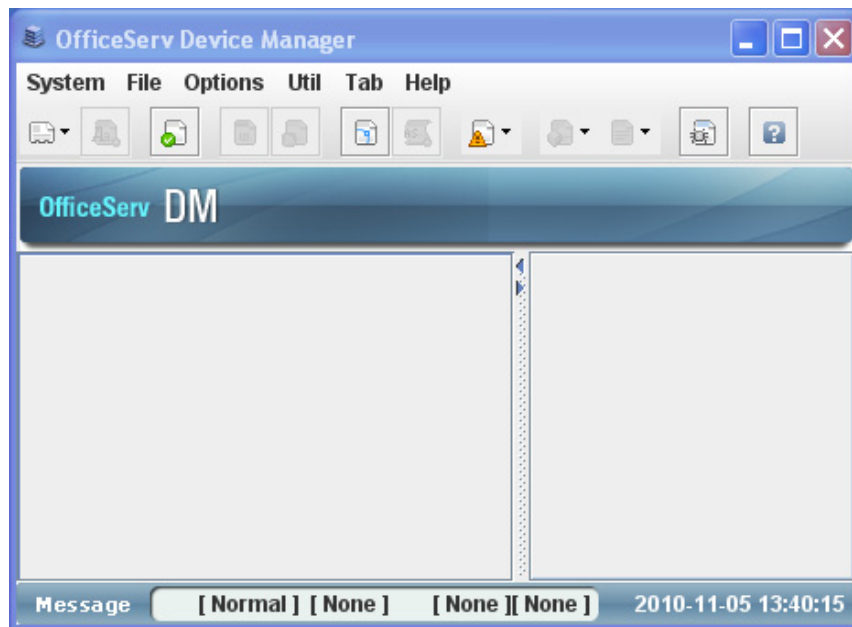 OfficeServ Device Manager
System File Options Util Tab Help
OfficeServ DM
Message [ Normal ] [ None ] [ None ][ None ] 2010-11-05 13:40:15